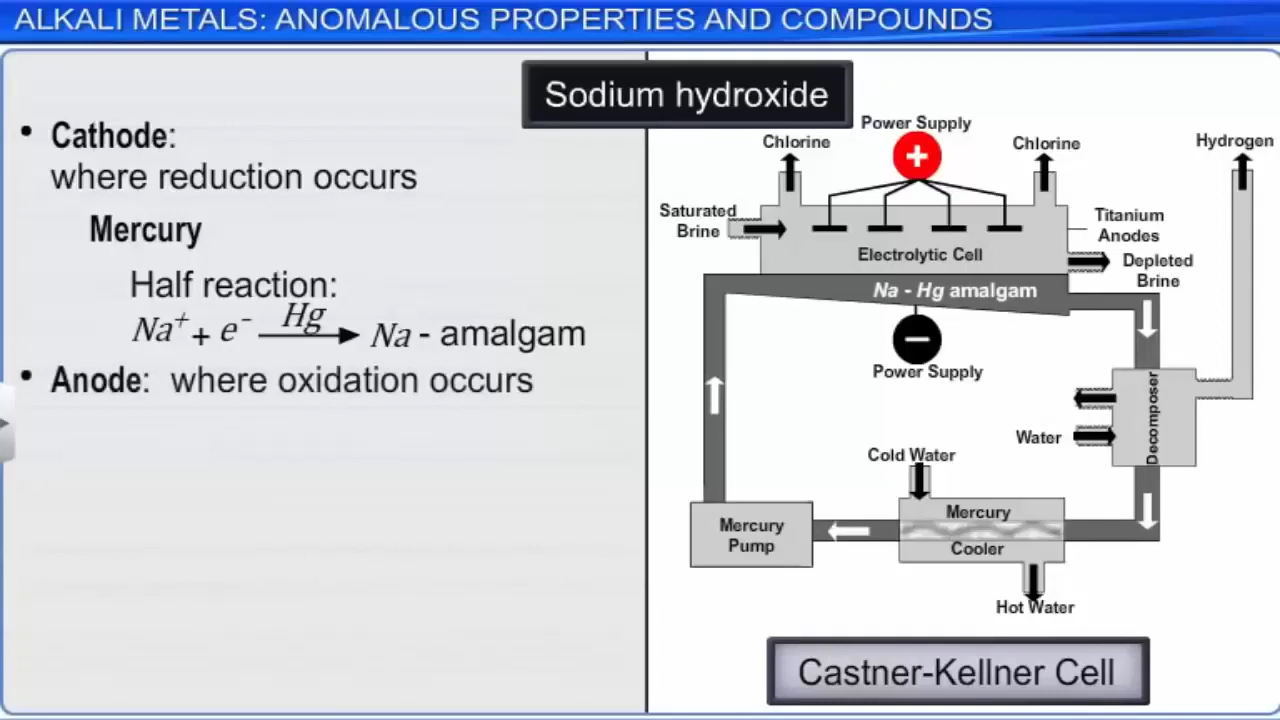 ALKALI METALS: ANOMALOUS PROPERTIES AND COMPOUNDS
Sodium hydroxide
• Cathode:
where reduction occurs
Mercury
Half reaction:
Hg
Na⁺ + e⁻ ⟶ Na - amalgam
• Anode: where oxidation occurs
Power Supply
+
Chlorine
Chlorine
Hydrogen
Saturated
Brine
Titanium
Anodes
Electrolytic Cell
Depleted
Brine
Na - Hg amalgam
−
Power Supply
Decomposer
Water
Cold Water
Mercury
Cooler
Mercury
Pump
Hot Water
Castner-Kellner Cell